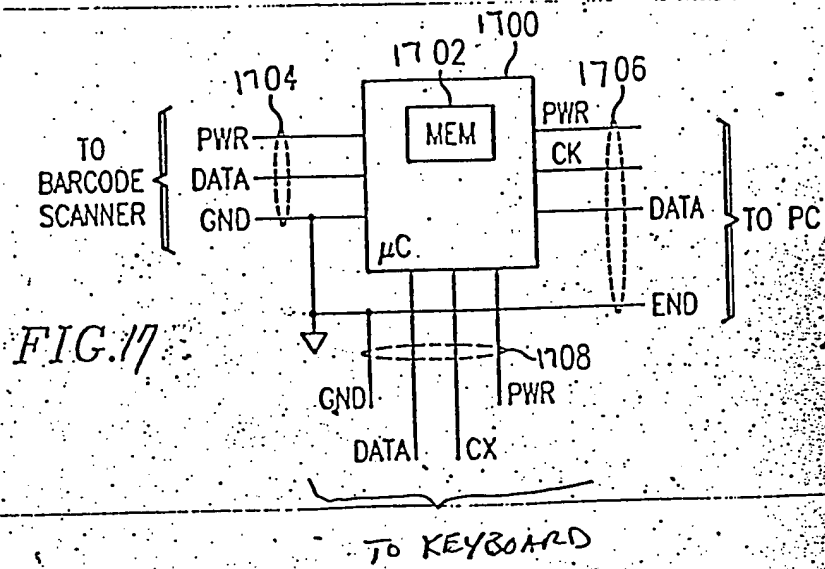 1700
1702
1704
1706
MEM
PWR
TO
BARCODE
SCANNER
PWR
DATA
GND
CK
DATA
TO PC
µC
END
FIG.17
1708
GND
PWR
DATA
CX
TO KEYBOARD